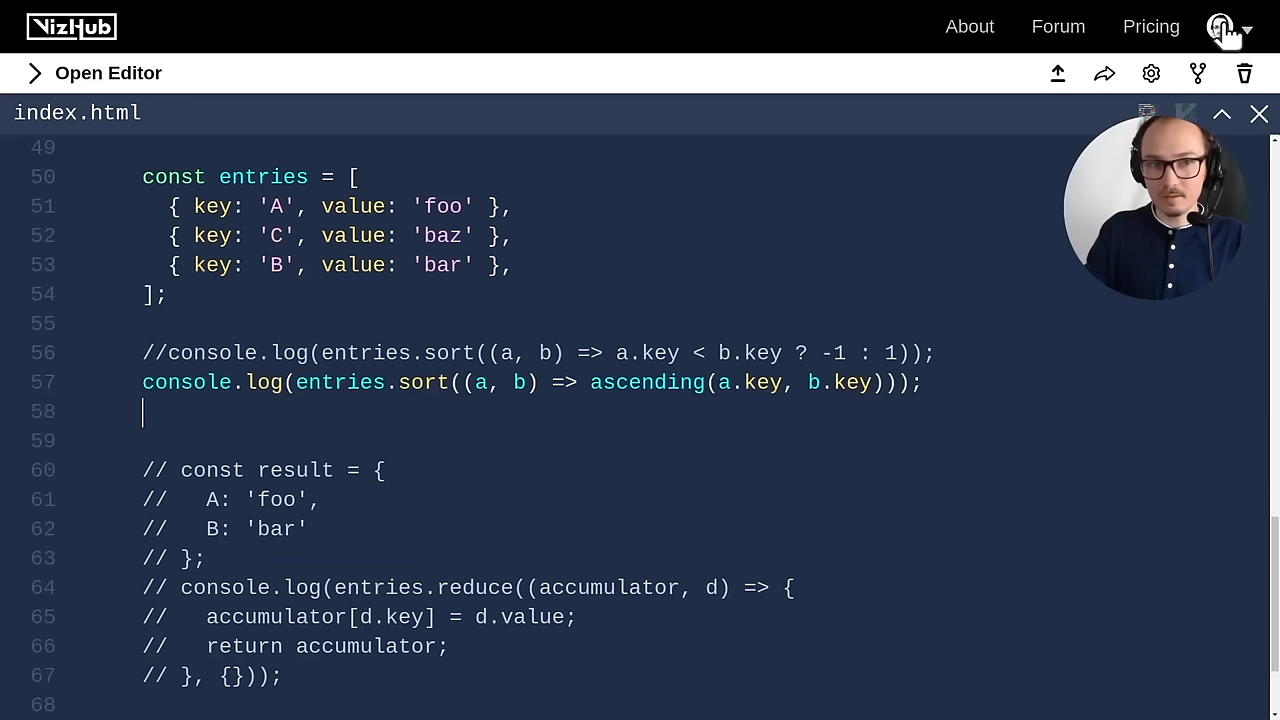 VizHub
About Forum Pricing
Open Editor
index.html
49
50 const entries = [
51 { key: 'A', value: 'foo' },
52 { key: 'C', value: 'baz' },
53 { key: 'B', value: 'bar' },
54 ];
55
56 //console.log(entries.sort((a, b) => a.key < b.key ? -1 : 1));
57 console.log(entries.sort((a, b) => ascending(a.key, b.key)));
58
59
60 // const result = {
61 //   A: 'foo',
62 //   B: 'bar'
63 // };
64 // console.log(entries.reduce((accumulator, d) => {
65 //   accumulator[d.key] = d.value;
66 //   return accumulator;
67 // }, {}));
68